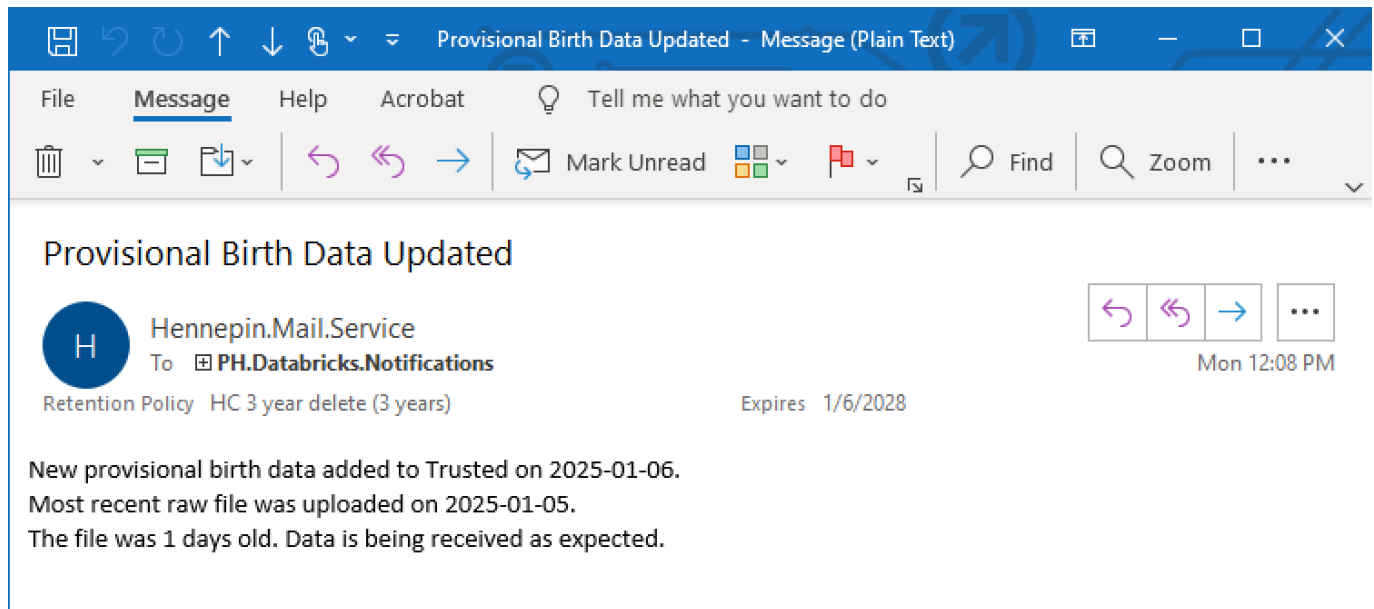 Provisional Birth Data Updated - Message (Plain Text)
File Message Help Acrobat Tell me what you want to do
Mark Unread Find Zoom
Provisional Birth Data Updated
H
Hennepin.Mail.Service
To PH.Databricks.Notifications
Mon 12:08 PM
Retention Policy HC 3 year delete (3 years) Expires 1/6/2028
New provisional birth data added to Trusted on 2025-01-06.
Most recent raw file was uploaded on 2025-01-05.
The file was 1 days old. Data is being received as expected.